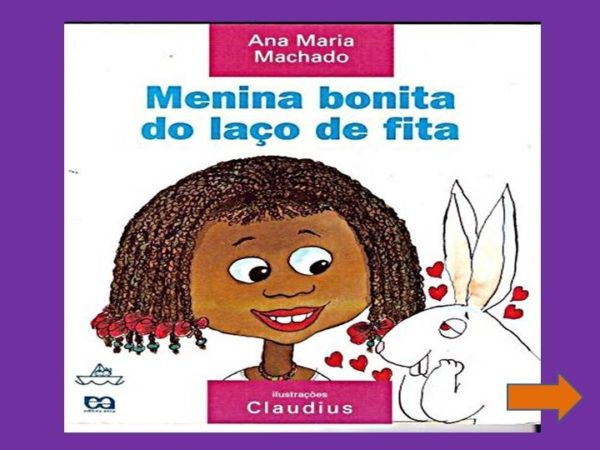 Ana Maria
Machado
Menina bonita
do laço de fita
ilustrações
Claudius